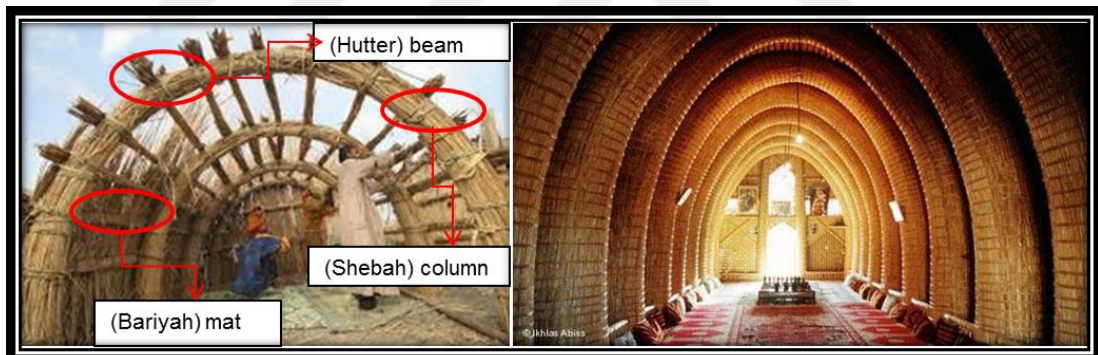 (Hutter) beam
(Shebah) column
(Bariyah) mat
© Ikhlas Abiss